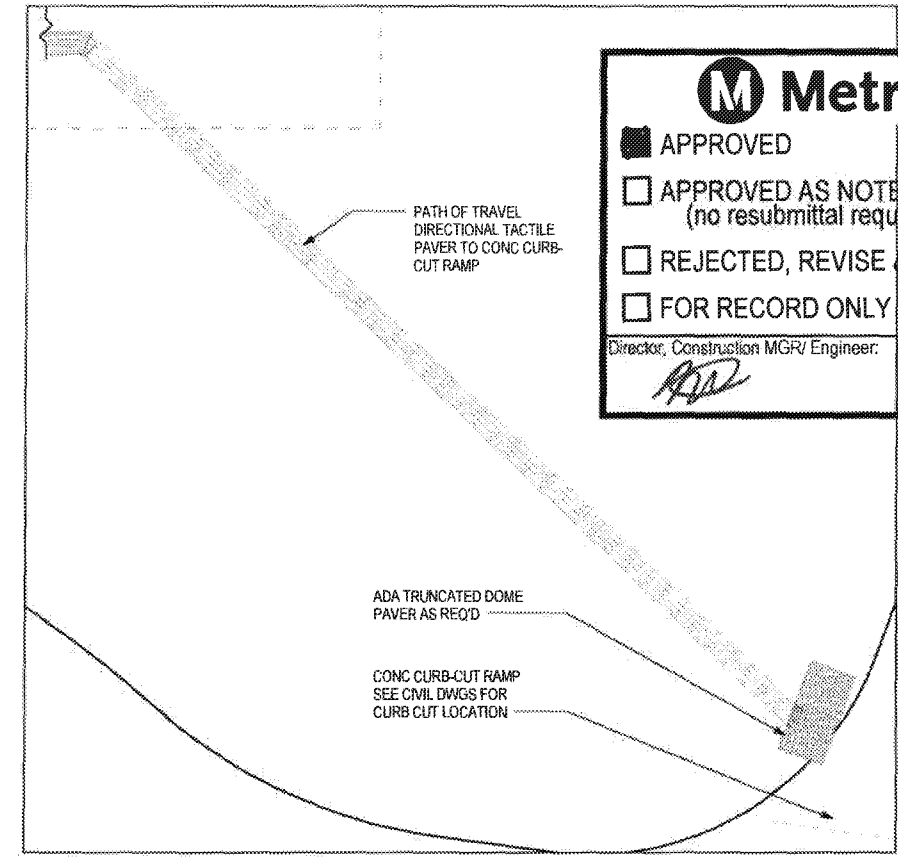 M Metr
APPROVED
APPROVED AS NOTE
(no resubmittal requ
REJECTED, REVISE
FOR RECORD ONLY
Director, Construction MGR/ Engineer:
PATH OF TRAVEL
DIRECTIONAL TACTILE
PAVER TO CONC CURB-
CUT RAMP
ADA TRUNCATED DOME
PAVER AS REQ'D
CONC CURB-CUT RAMP
SEE CIVIL DWGS FOR
CURB CUT LOCATION